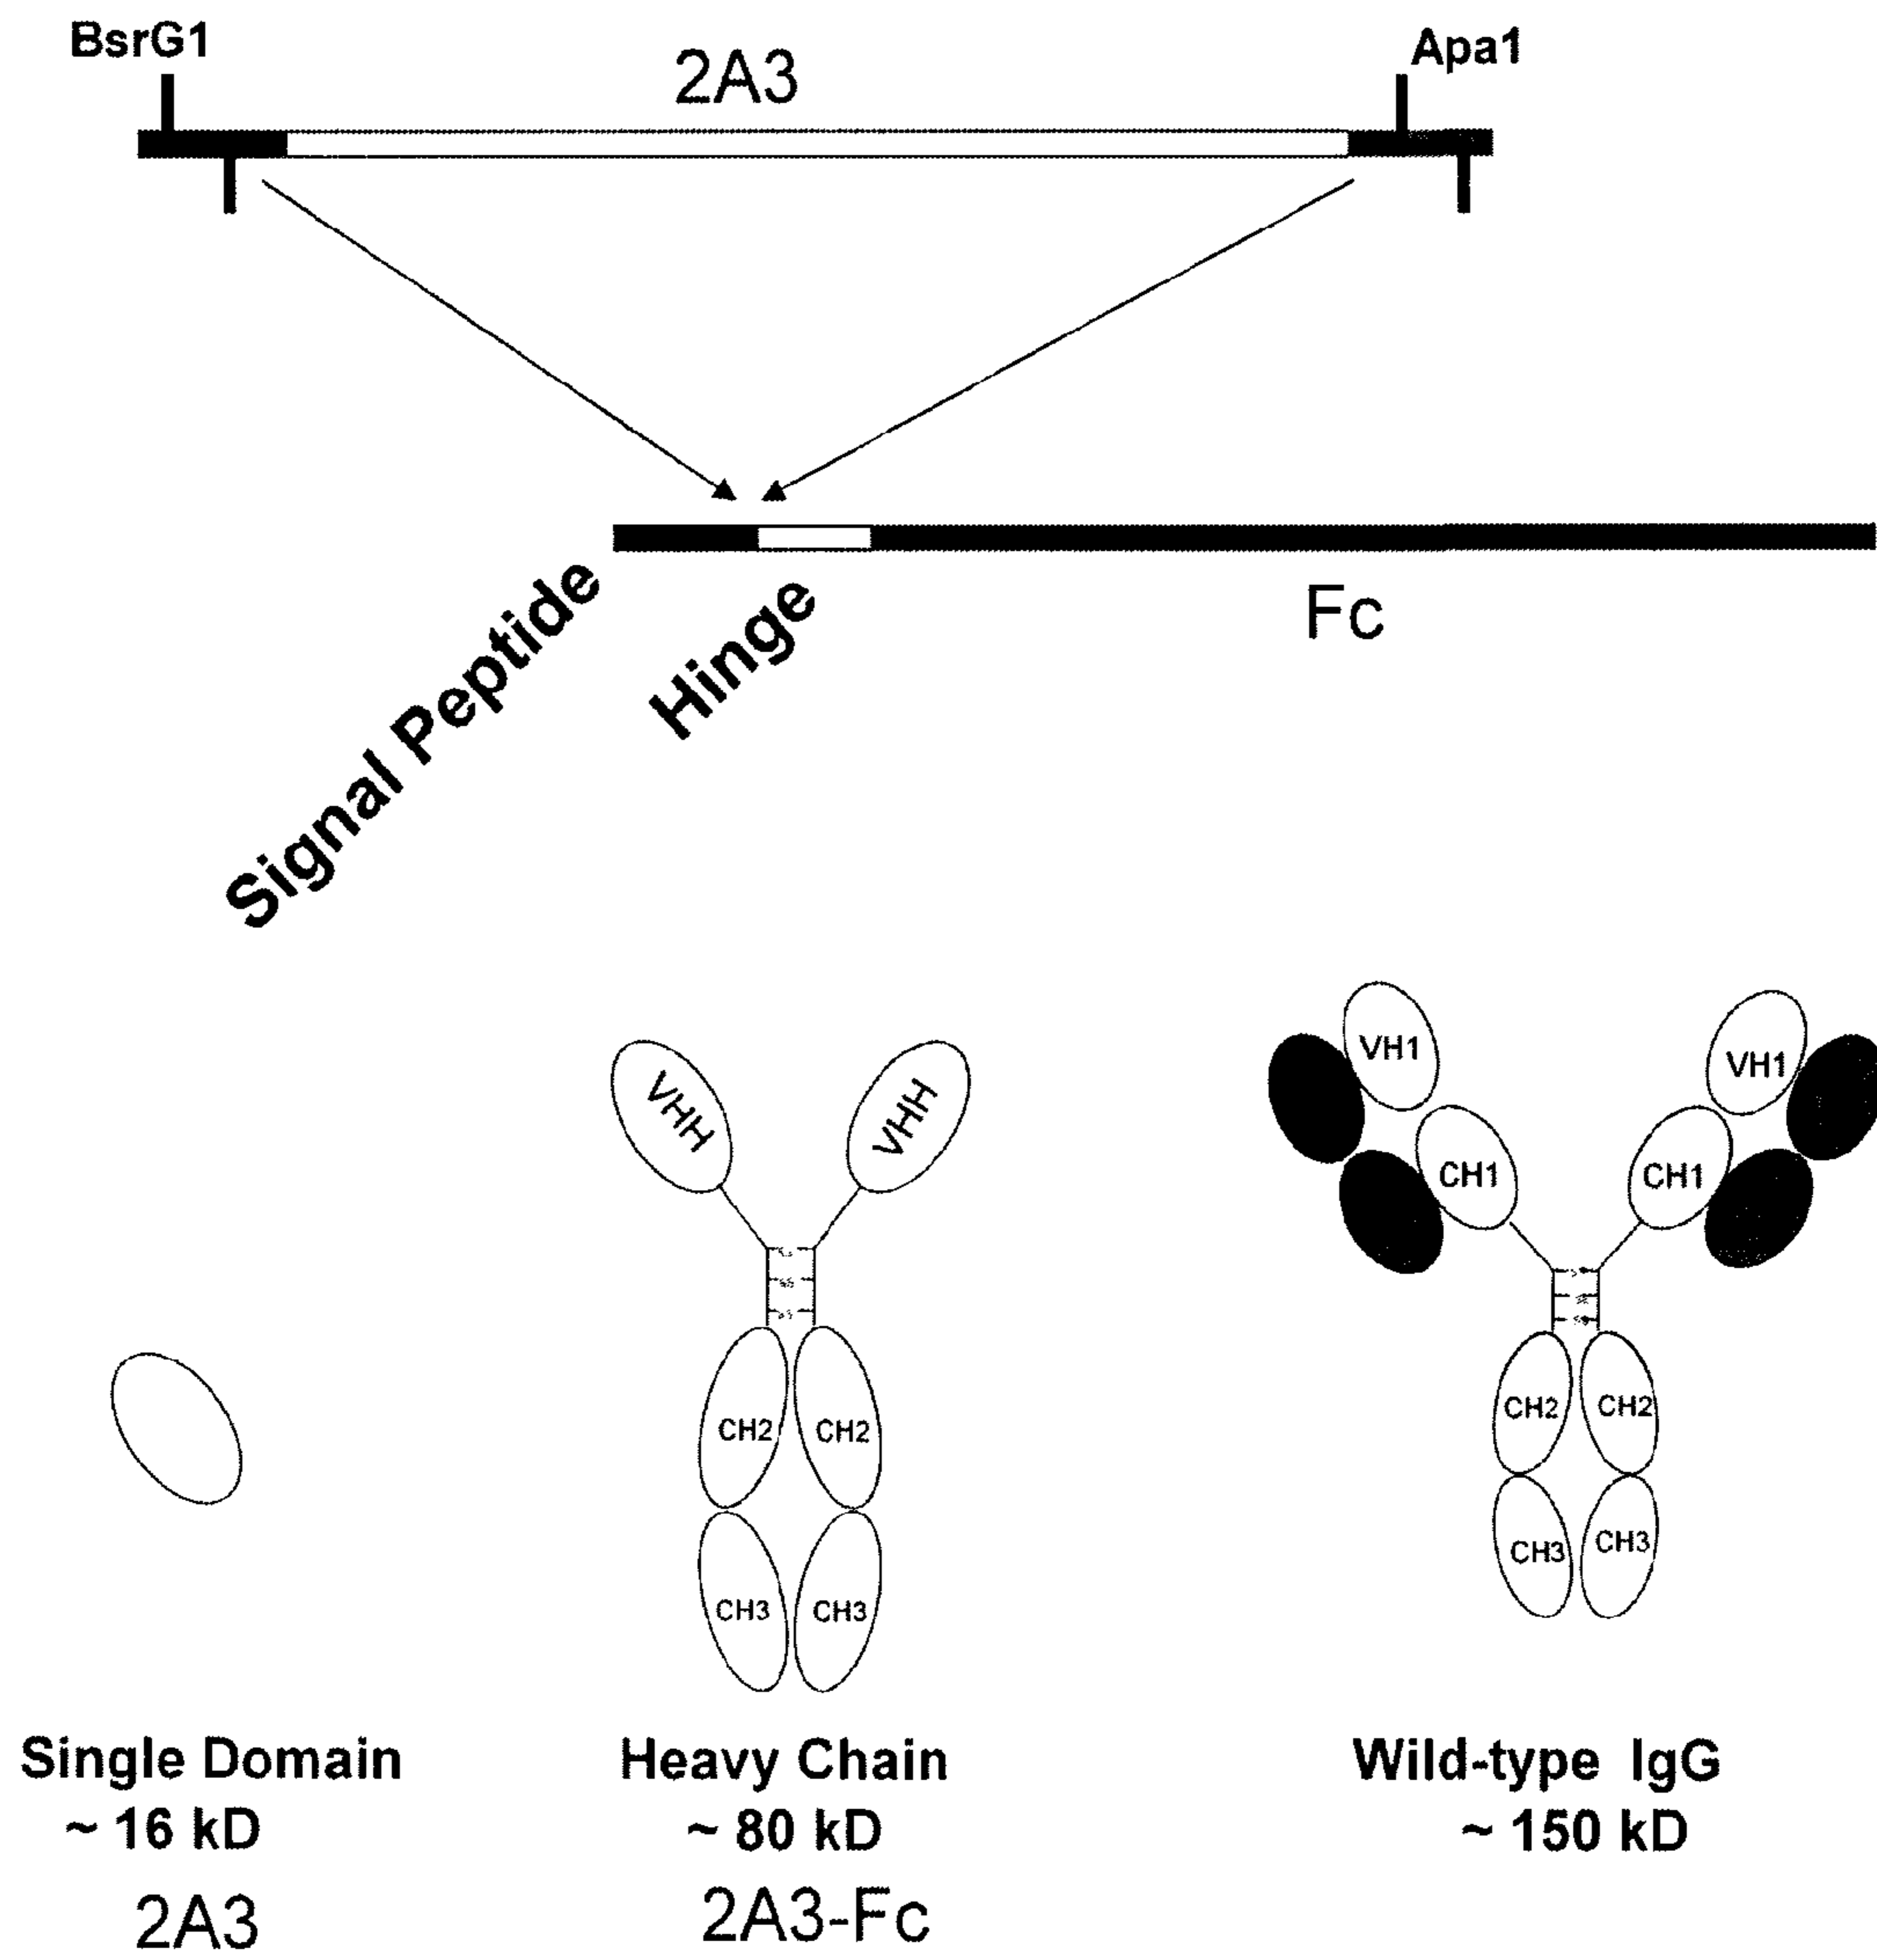 BsrG1
2A3
Apa1
Signal Peptide
Hinge
Fc
VHH
VHH
CH2
CH2
CH3
CH3
VH1
VH1
CH1
CH1
CH2
CH2
CH3
CH3
Single Domain
~ 16 kD
2A3
Heavy Chain
~ 80 kD
2A3-Fc
Wild-type IgG
~ 150 kD